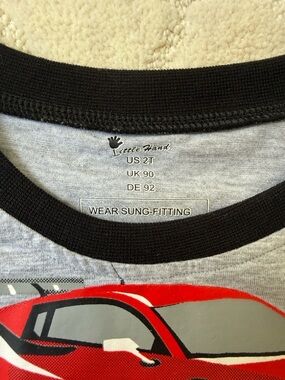 Little Hand
US 2T
UK 90
DE 92
WEAR SUNG-FITTING